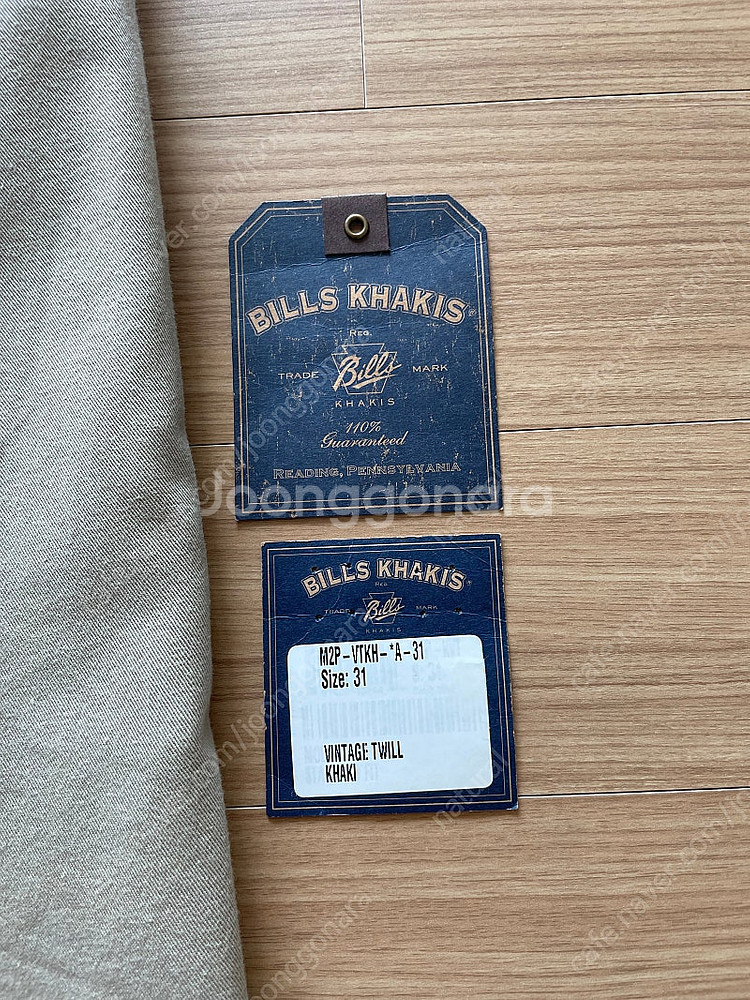 BILLS KHAKIS®
REG.
TRADE Bills MARK
KHAKIS
110%
Guaranteed
READING, PENNSYLVANIA
Joonggonara
BILLS KHAKIS®
REG.
TRADE Bills MARK
KHAKIS
M2P-VTKH-*A-31
Size: 31
VINTAGE TWILL
KHAKI